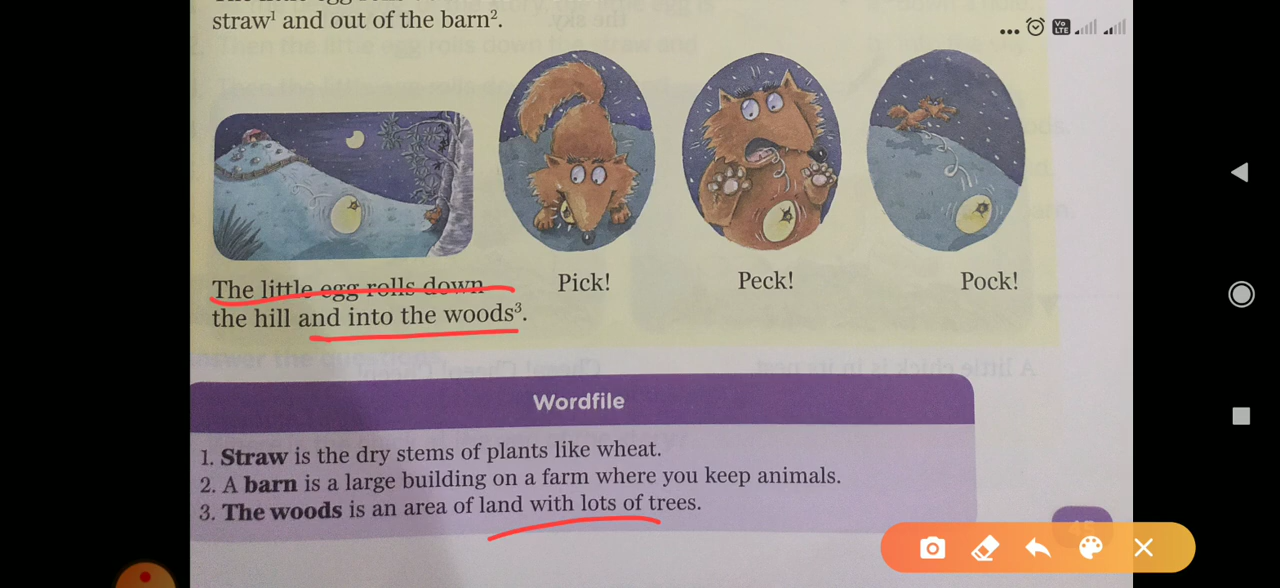 straw¹ and out of the barn².
Vo
LTE
Pick!
Peck!
Pock!
The little egg rolls down
the hill and into the woods³.
Wordfile
1. Straw is the dry stems of plants like wheat.
2. A barn is a large building on a farm where you keep animals.
3. The woods is an area of land with lots of trees.